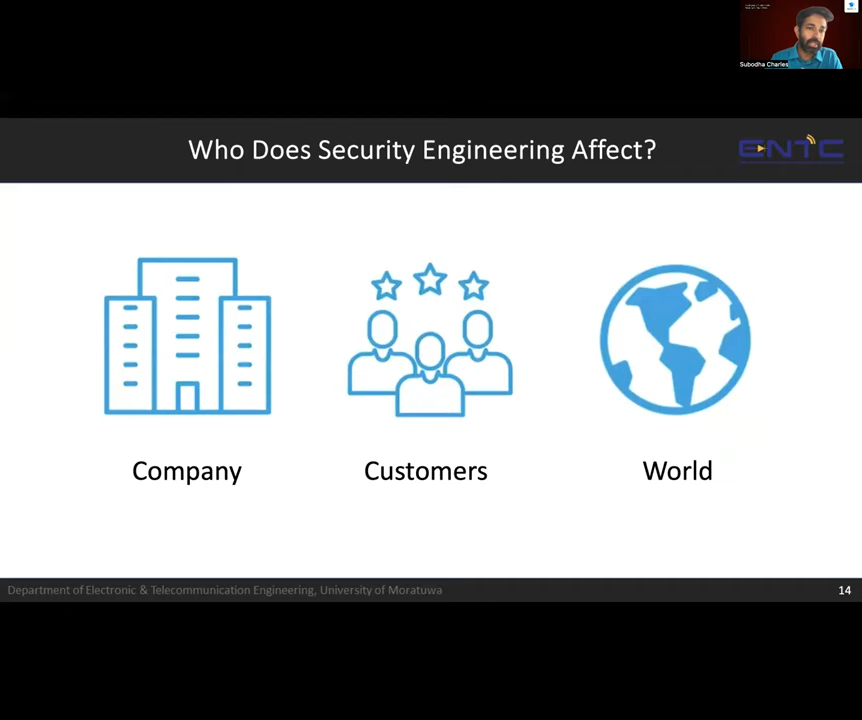 Subodha Charles
Who Does Security Engineering Affect?
ENTC
Company
Customers
World
Department of Electronic & Telecommunication Engineering, University of Moratuwa
14